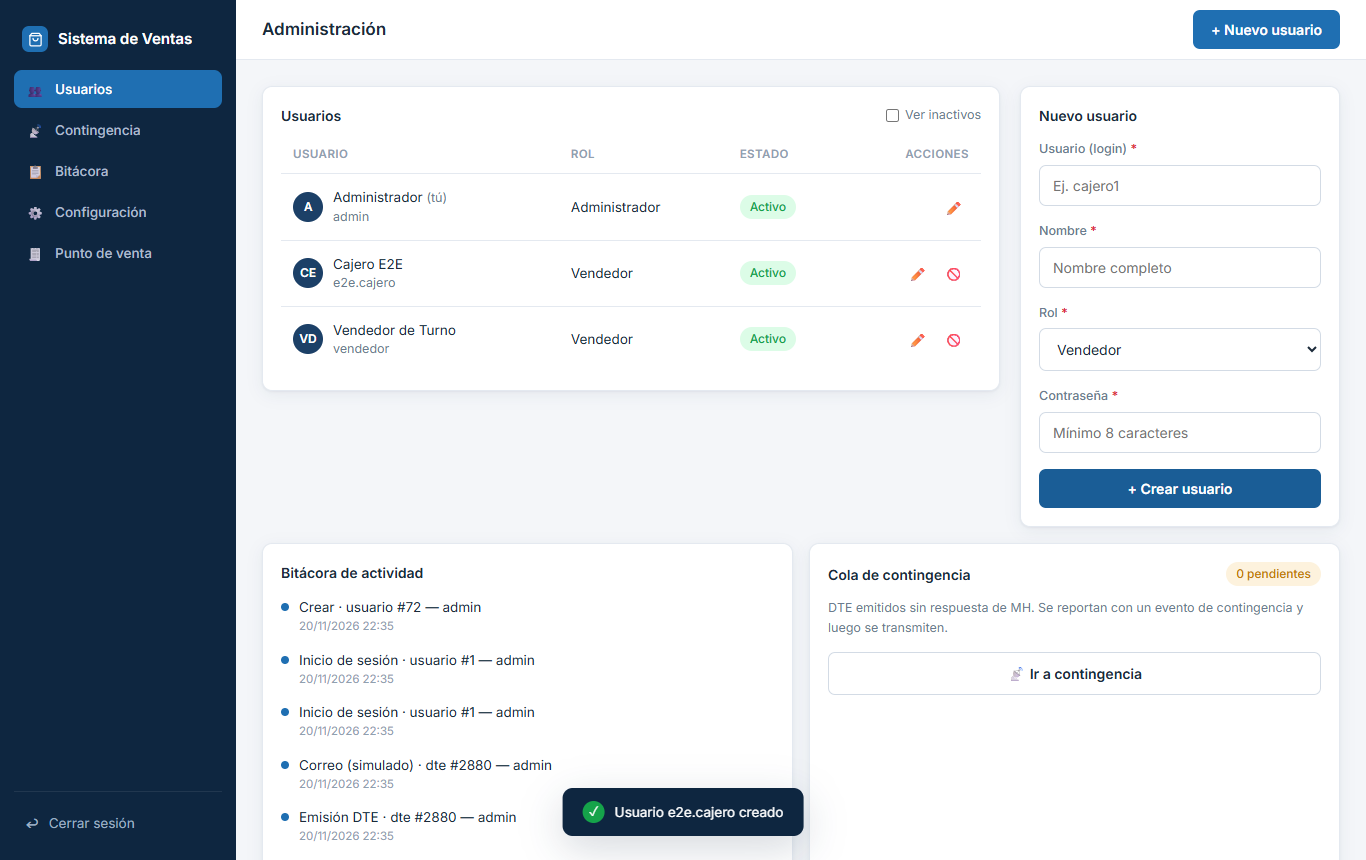 Sistema de Ventas
Usuarios
Contingencia
Bitácora
Configuración
Punto de venta
Cerrar sesión
Administración
+ Nuevo usuario
Usuarios
Ver inactivos
USUARIO ROL ESTADO ACCIONES
A
Administrador (tú)
admin
Administrador
Activo
CE
Cajero E2E
e2e.cajero
Vendedor
Activo
VD
Vendedor de Turno
vendedor
Vendedor
Activo
Nuevo usuario
Usuario (login) *
Ej. cajero1
Nombre *
Nombre completo
Rol *
Vendedor
Contraseña *
Mínimo 8 caracteres
+ Crear usuario
Bitácora de actividad
Crear · usuario #72 — admin
20/11/2026 22:35
Inicio de sesión · usuario #1 — admin
20/11/2026 22:35
Inicio de sesión · usuario #1 — admin
20/11/2026 22:35
Correo (simulado) · dte #2880 — admin
20/11/2026 22:35
Emisión DTE · dte #2880 — admin
20/11/2026 22:35
Cola de contingencia
0 pendientes
DTE emitidos sin respuesta de MH. Se reportan con un evento de contingencia y
luego se transmiten.
Ir a contingencia
Usuario e2e.cajero creado